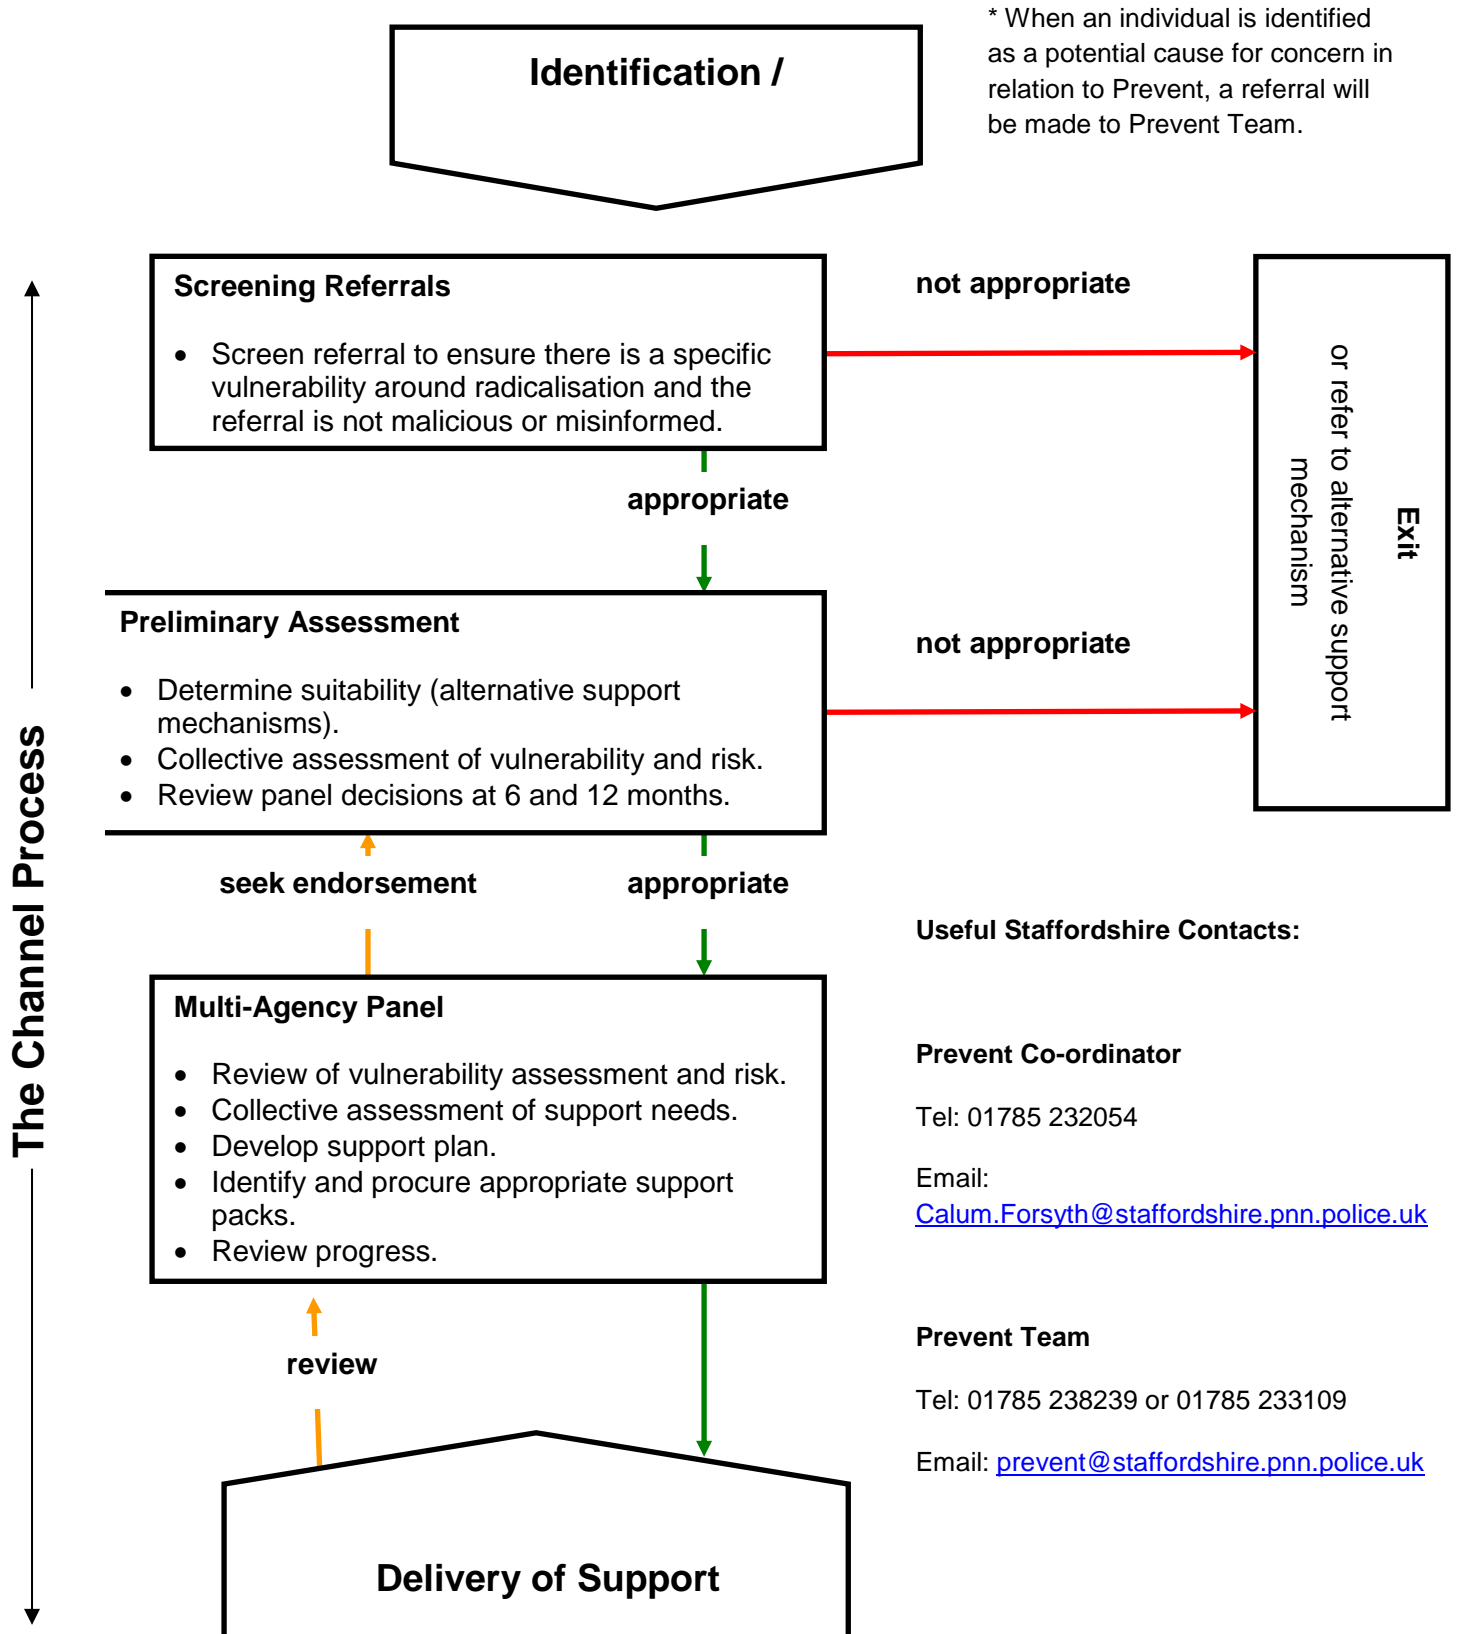 * When an individual is identified
as a potential cause for concern in
relation to Prevent, a referral will
be made to Prevent Team.
Identification /
The Channel Process
Screening Referrals
• Screen referral to ensure there is a specific
vulnerability around radicalisation and the
referral is not malicious or misinformed.
not appropriate
Exit
or refer to alternative support
mechanism
appropriate
Preliminary Assessment
• Determine suitability (alternative support
mechanisms).
• Collective assessment of vulnerability and risk.
• Review panel decisions at 6 and 12 months.
not appropriate
seek endorsement
appropriate
Multi-Agency Panel
• Review of vulnerability assessment and risk.
• Collective assessment of support needs.
• Develop support plan.
• Identify and procure appropriate support
packs.
• Review progress.
review
Delivery of Support
Useful Staffordshire Contacts:
Prevent Co-ordinator
Tel: 01785 232054
Email:
Calum.Forsyth@staffordshire.pnn.police.uk
Prevent Team
Tel: 01785 238239 or 01785 233109
Email: prevent@staffordshire.pnn.police.uk